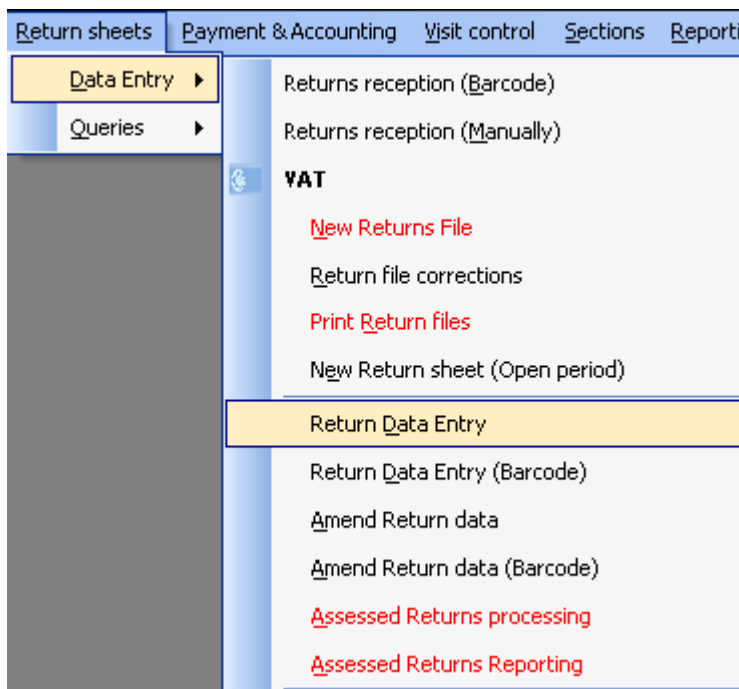 Return sheets Payment & Accounting Visit control Sections Reporti
Data Entry
Queries
Returns reception (Barcode)
Returns reception (Manually)
VAT
New Returns File
Return file corrections
Print Return files
New Return sheet (Open period)
Return Data Entry
Return Data Entry (Barcode)
Amend Return data
Amend Return data (Barcode)
Assessed Returns processing
Assessed Returns Reporting